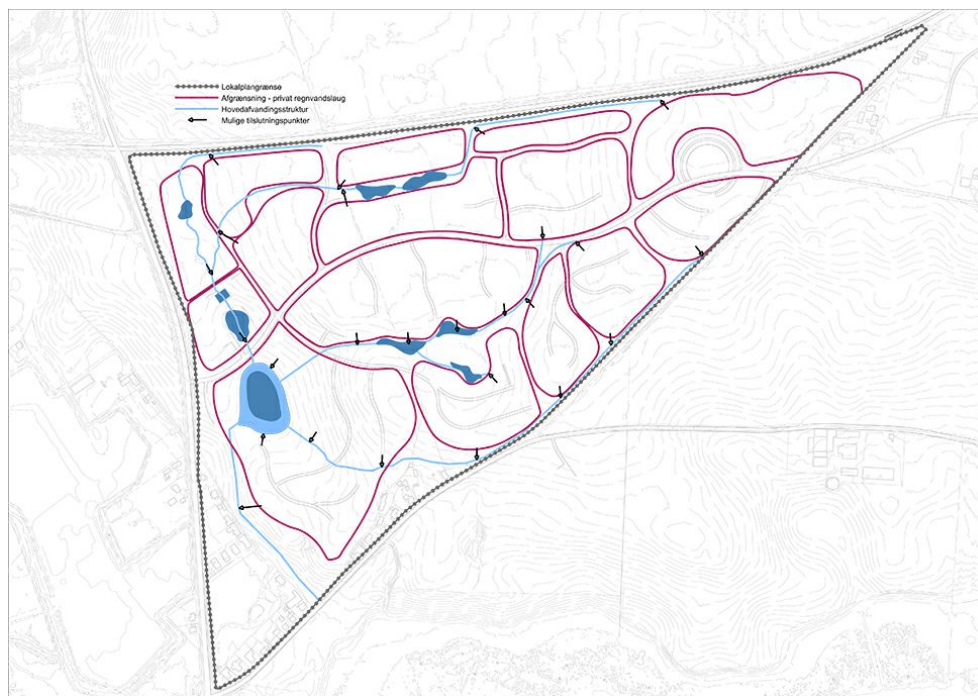 Lokalplangrænse
Afgrænsning - privat regnvandslaug
Hovedafvandingsstruktur
Mulige tilslutningspunkter